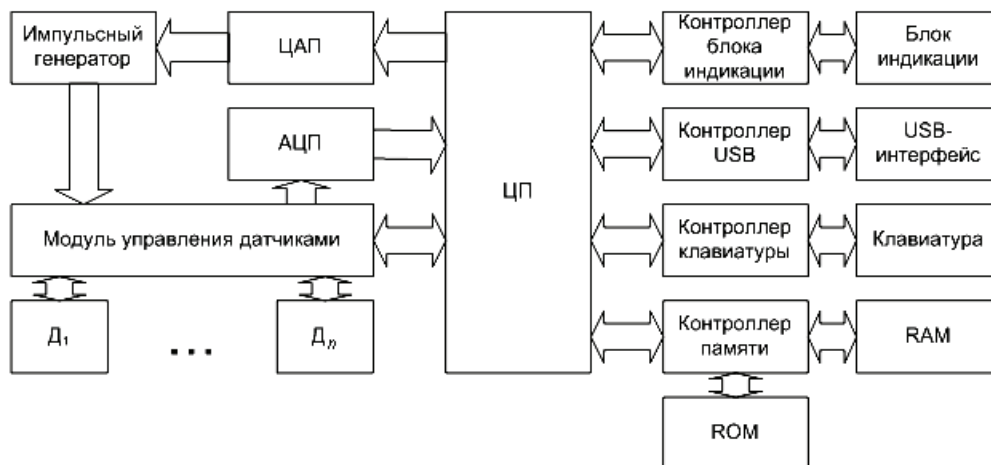 Импульсный
генератор
ЦАП
Контроллер
блока
индикации
Блок
индикации
АЦП
Контроллер
USB
USB-
интерфейс
ЦП
Модуль управления датчиками
Контроллер
клавиатуры
Клавиатура
Д₁
...
Дₙ
Контроллер
памяти
RAM
ROM